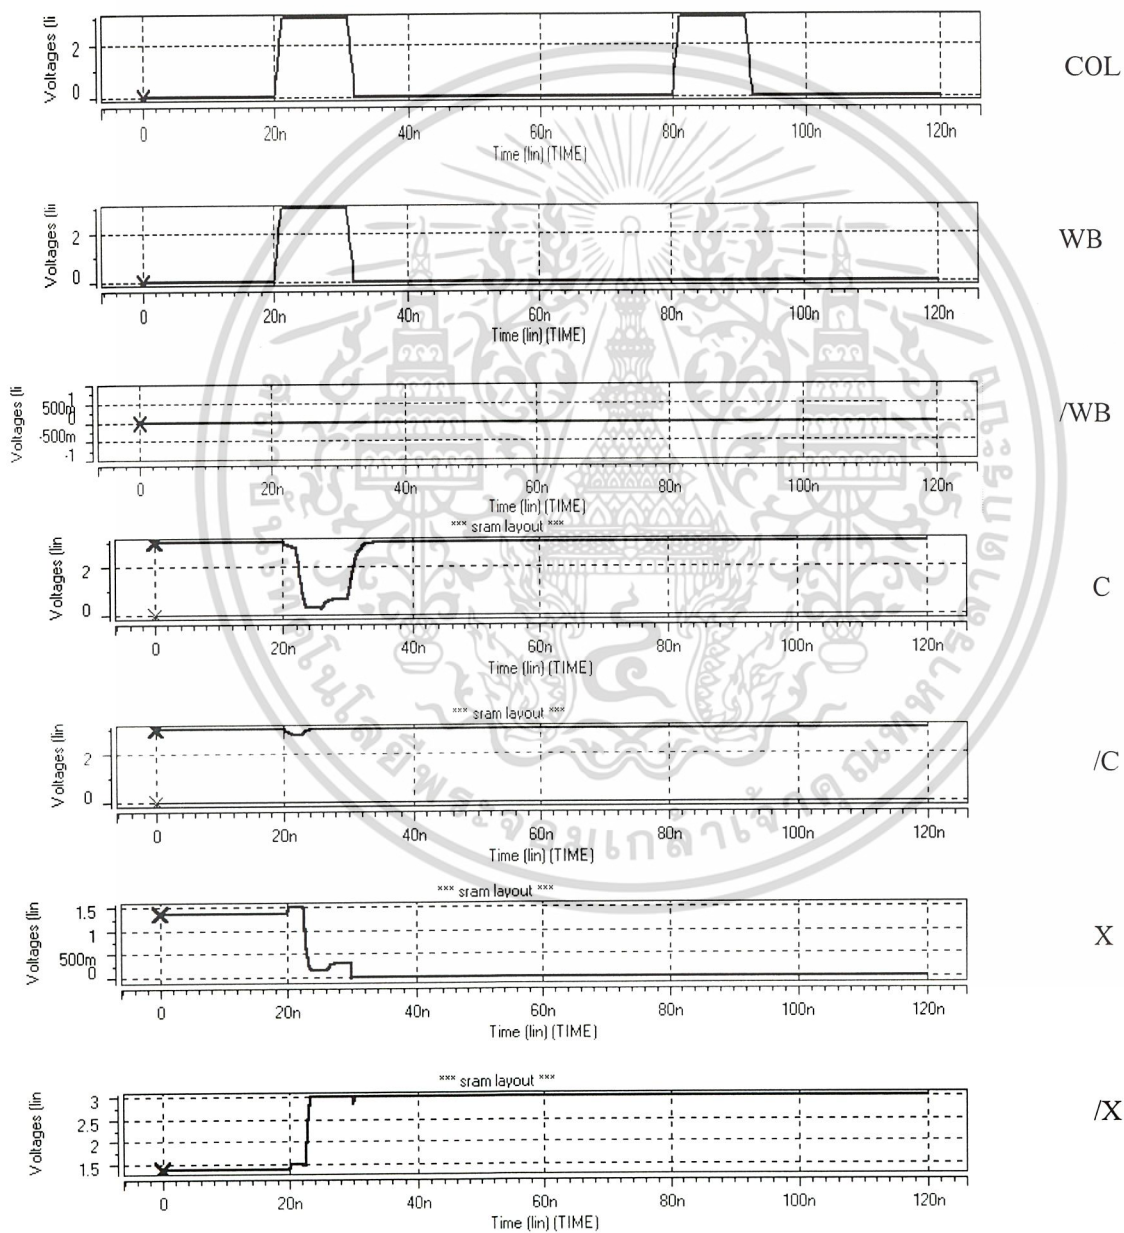 Voltages (li
2
0
0
20n
40n
60n
80n
100n
120n
Time (lin) (TIME)
COL
Voltages (li
2
0
0
20n
40n
60n
80n
100n
120n
Time (lin) (TIME)
WB
Voltages (li
1
500m
0
-500m
-1
0
20n
40n
60n
80n
100n
120n
Time (lin) (TIME)
/WB
*** sram layout ***
Voltages (lin
2
0
0
20n
40n
60n
80n
100n
120n
Time (lin) (TIME)
C
*** sram layout ***
Voltages (lin
2
0
0
20n
40n
60n
80n
100n
120n
Time (lin) (TIME)
/C
*** sram layout ***
Voltages (lin
1.5
1
500m
0
0
20n
40n
60n
80n
100n
120n
Time (lin) (TIME)
X
*** sram layout ***
Voltages (lin
3
2.5
2
1.5
0
20n
40n
60n
80n
100n
120n
Time (lin) (TIME)
/X